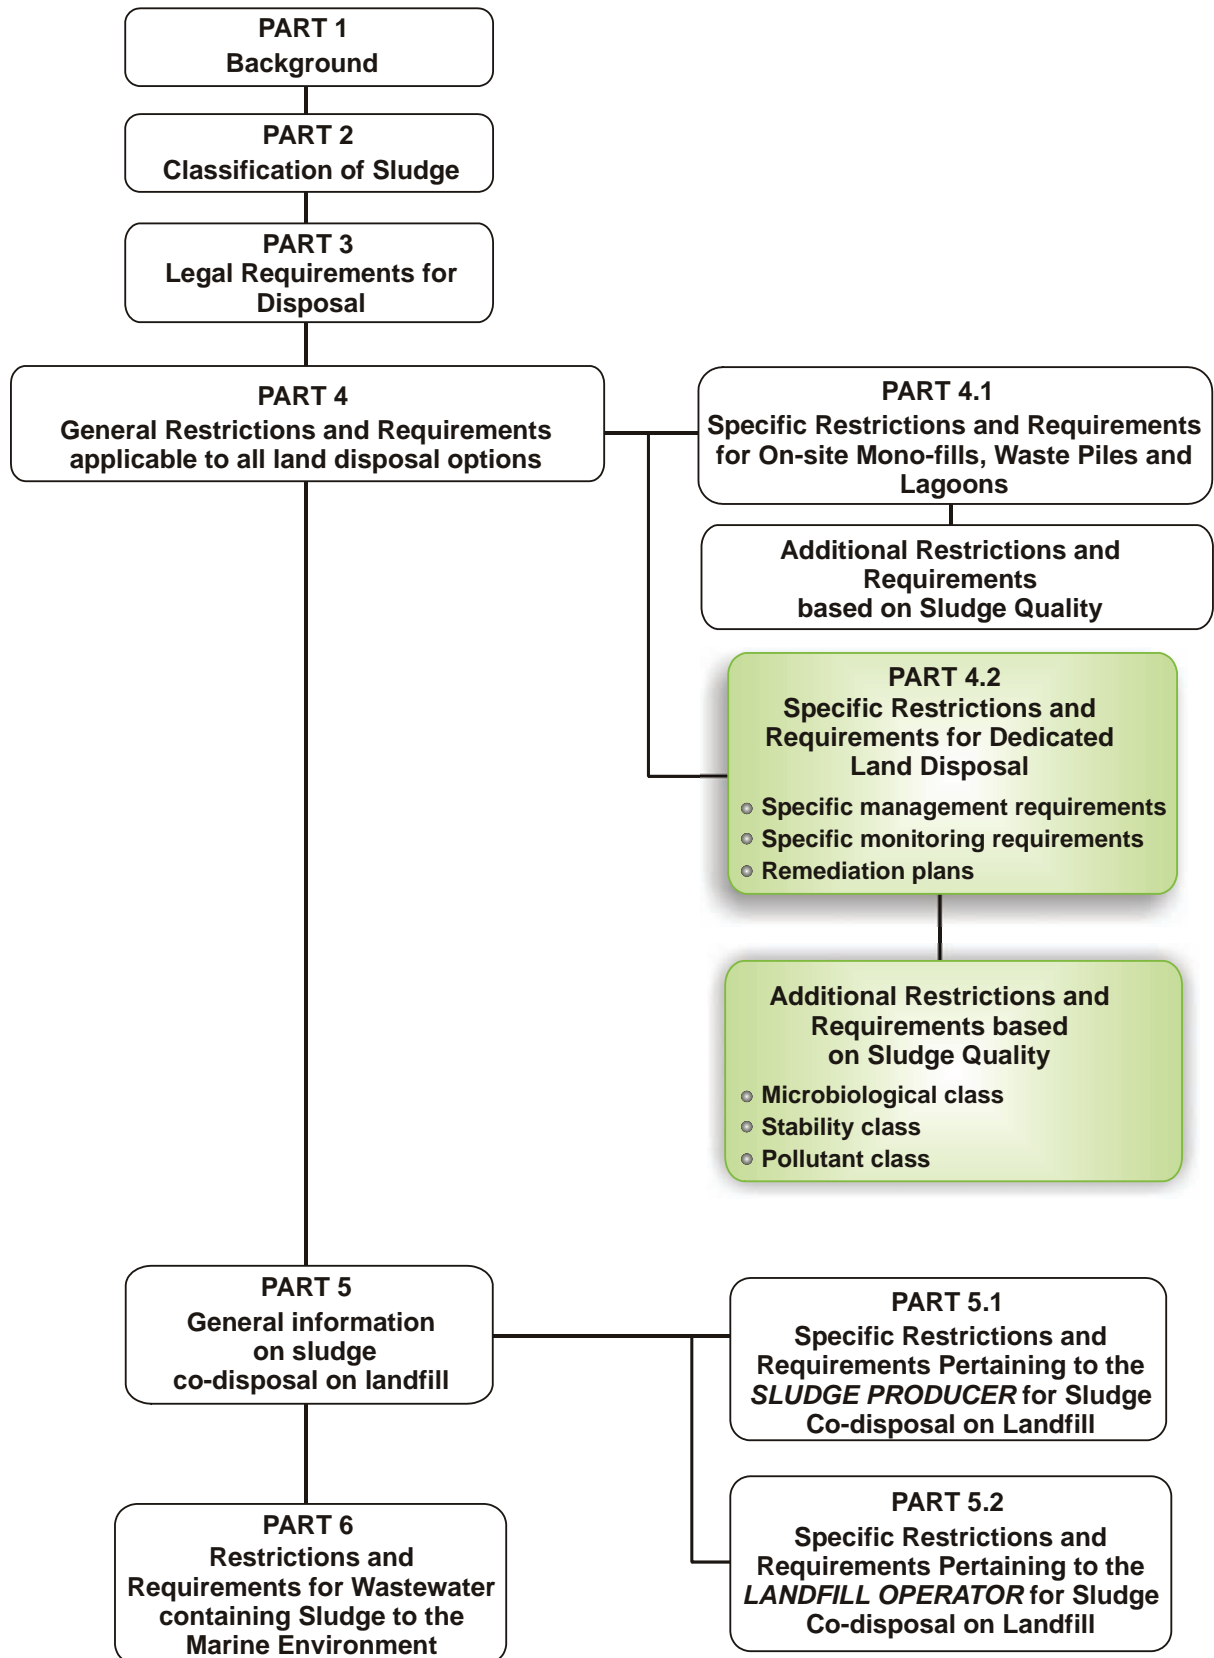 PART 1
Background
PART 2
Classification of Sludge
PART 3
Legal Requirements for
Disposal
PART 4
General Restrictions and Requirements
applicable to all land disposal options
PART 4.1
Specific Restrictions and Requirements
for On-site Mono-fills, Waste Piles and
Lagoons
Additional Restrictions and
Requirements
based on Sludge Quality
PART 4.2
Specific Restrictions and
Requirements for Dedicated
Land Disposal
Specific management requirements
Specific monitoring requirements
Remediation plans
Additional Restrictions and
Requirements based
on Sludge Quality
Microbiological class
Stability class
Pollutant class
PART 5
General information
on sludge
co-disposal on landfill
PART 5.1
Specific Restrictions and
Requirements Pertaining to the
SLUDGE PRODUCER for Sludge
Co-disposal on Landfill
PART 5.2
Specific Restrictions and
Requirements Pertaining to the
LANDFILL OPERATOR for Sludge
Co-disposal on Landfill
PART 6
Restrictions and
Requirements for Wastewater
containing Sludge to the
Marine Environment